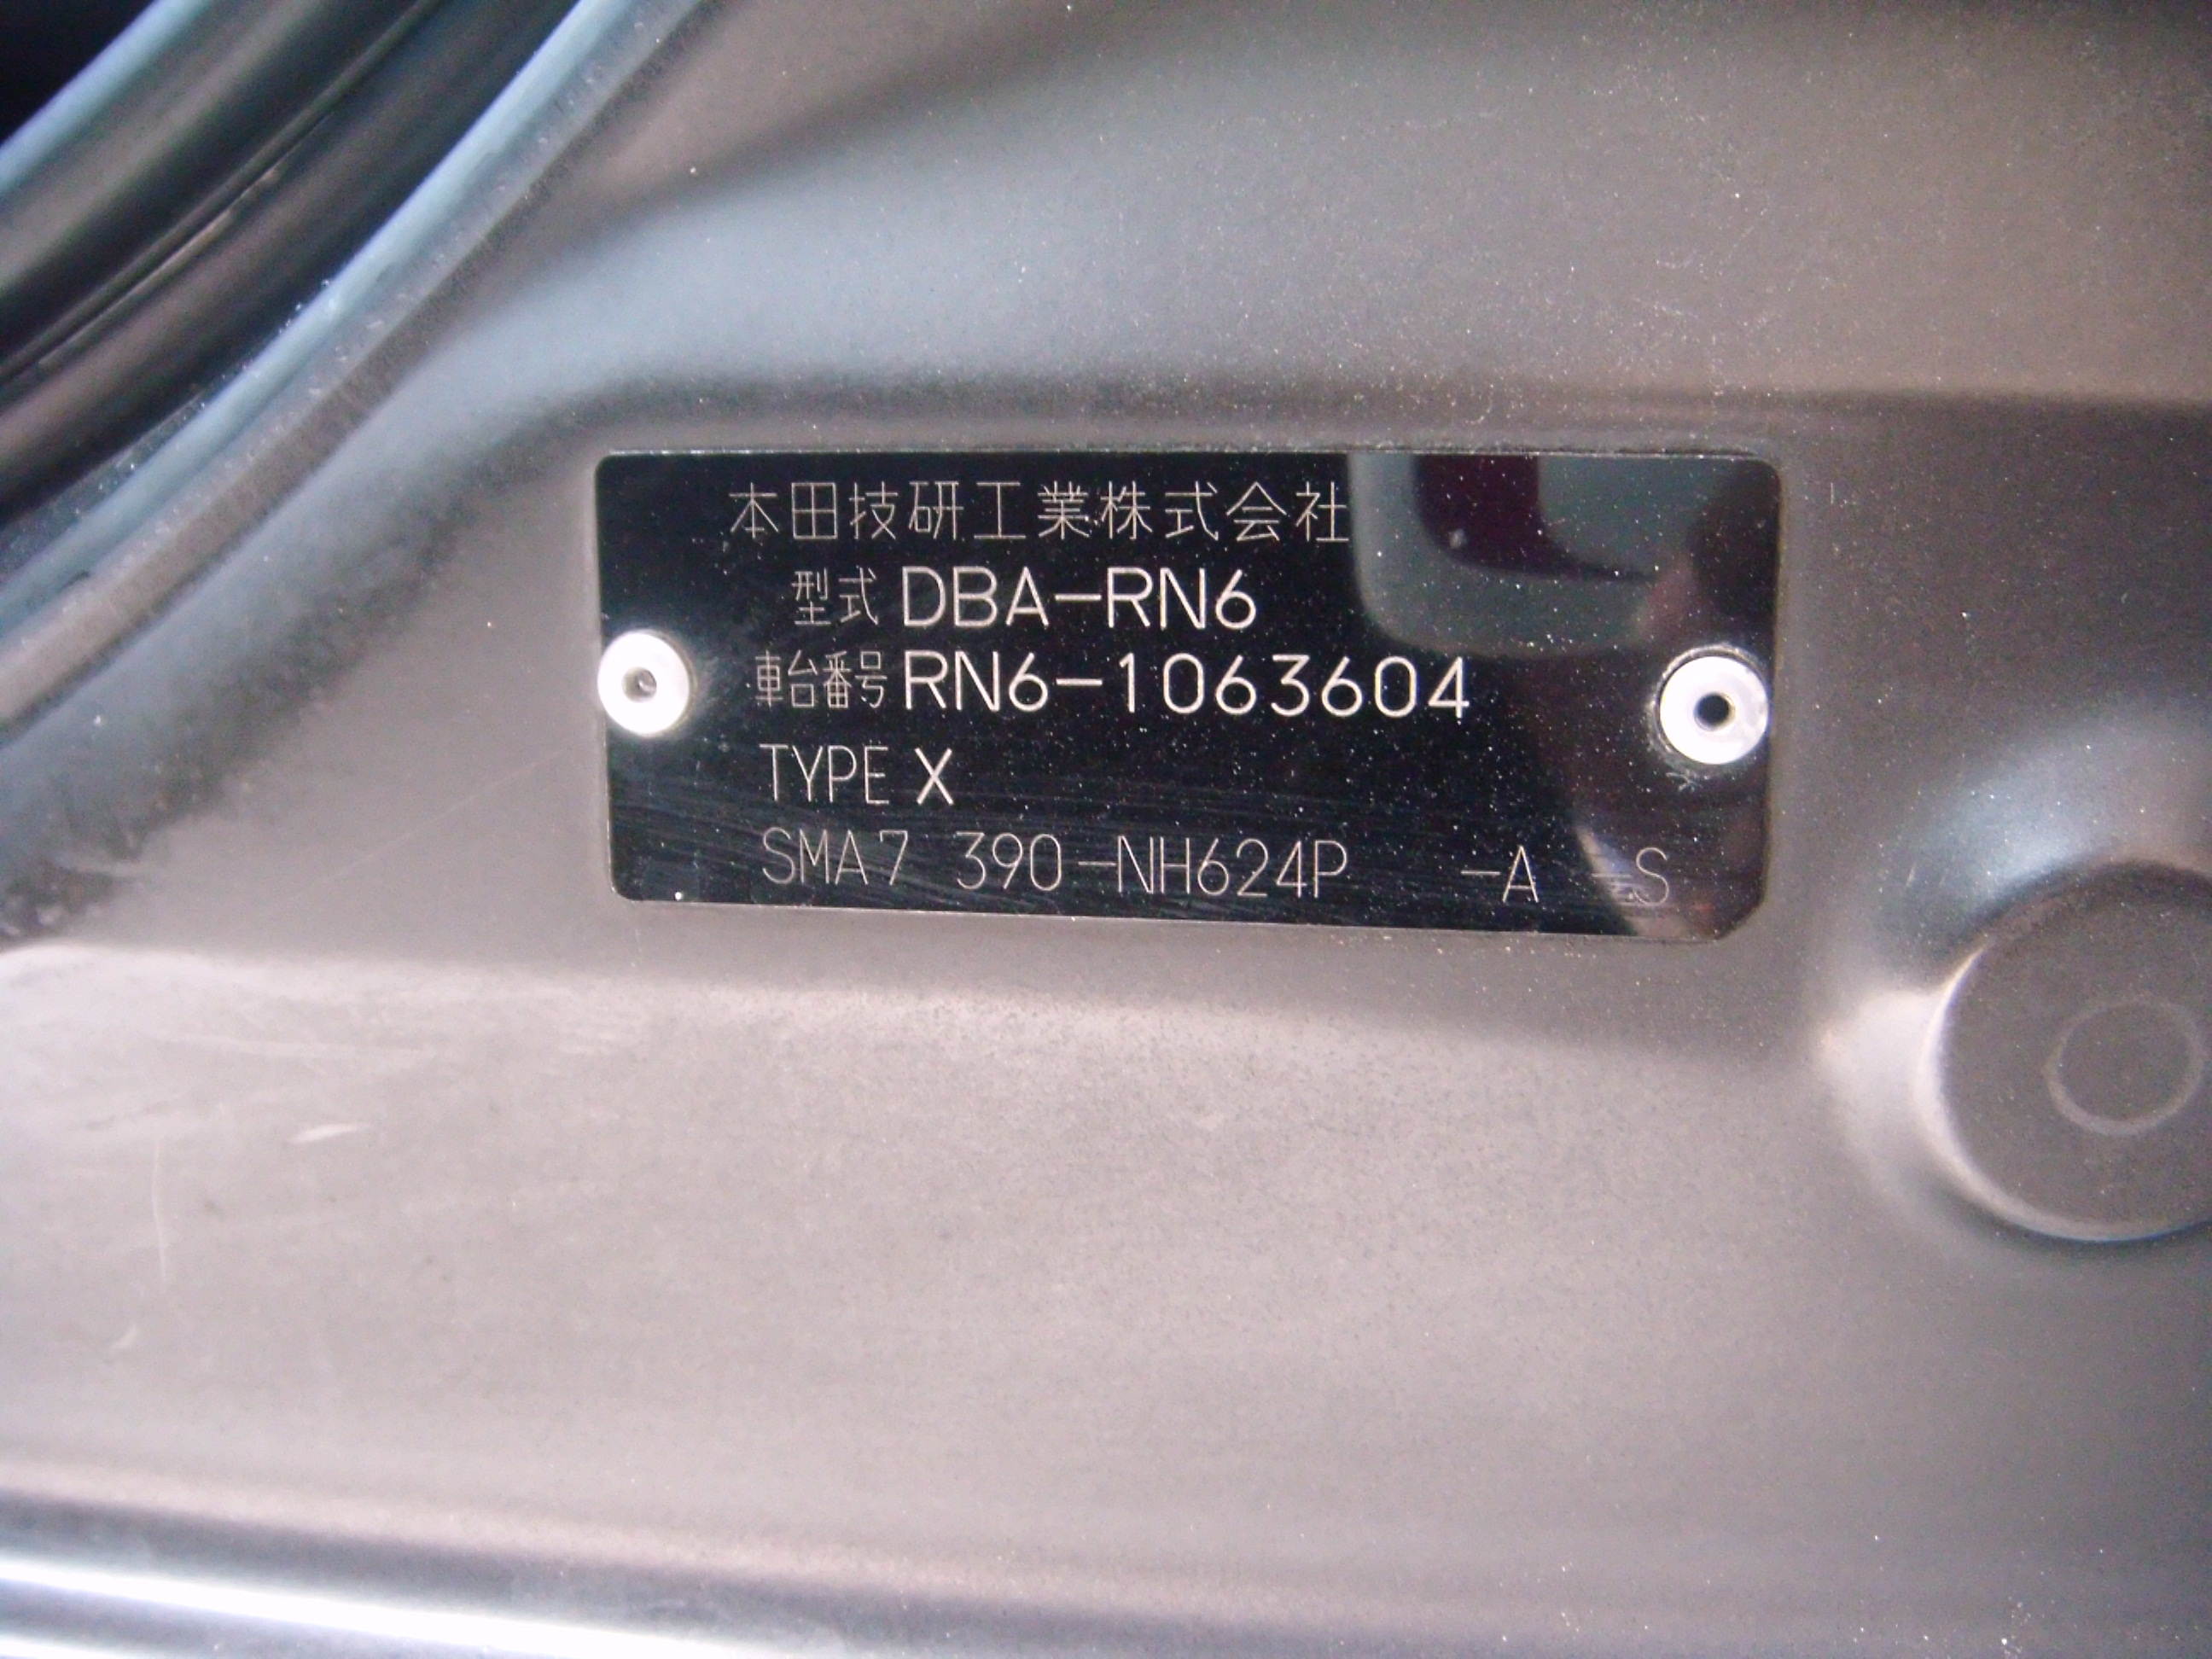 本田技研工業株式会社
型式 DBA-RN6
車台番号 RN6-1063604
TYPE X
SMA7 390-NH624P -A -S